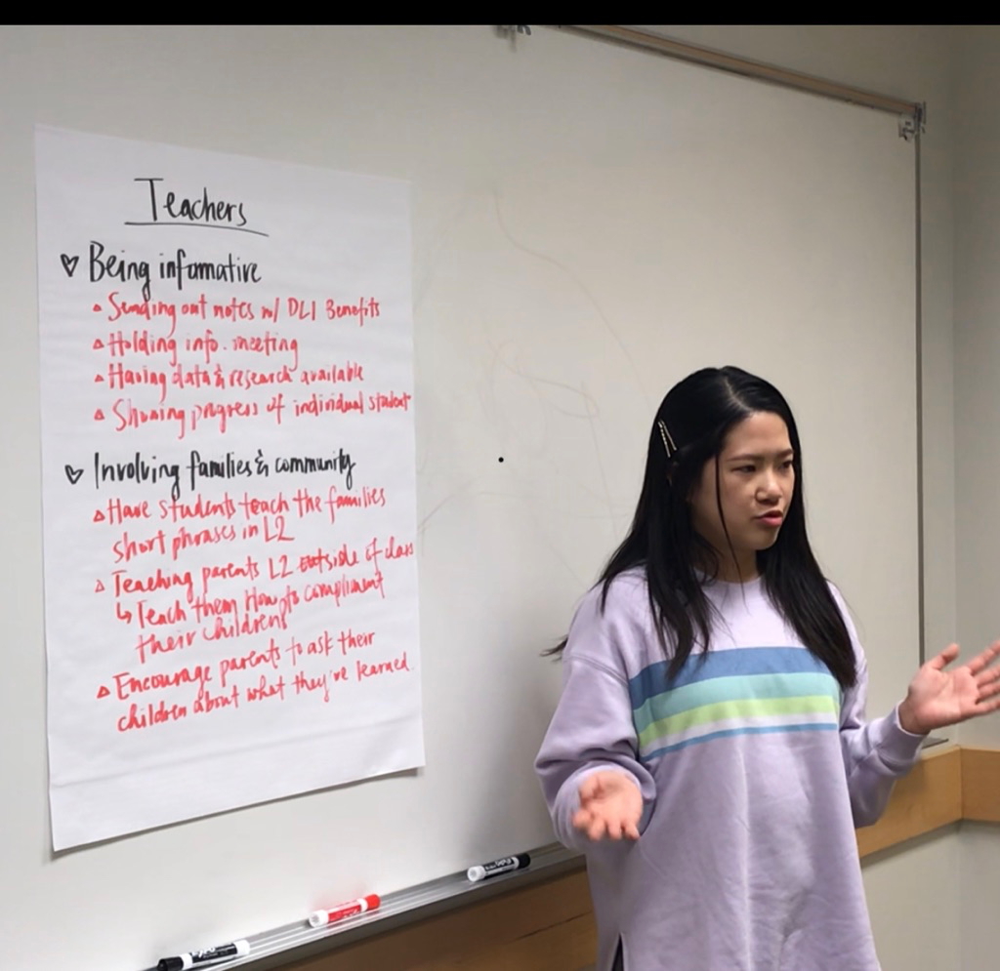 Teachers
♡ Being informative
▵ Sending out notes w/ DLI Benefits
▵ Holding info. meeting
▵ Having data & research available
▵ Showing progress of individual student
♡ Involving families & community
▵ Have students teach the families
short phrases in L2
▵ Teaching parents L2 outside of class
↳ Teach them How to compliment
their children
▵ Encourage parents to ask their
children about what they've learned.